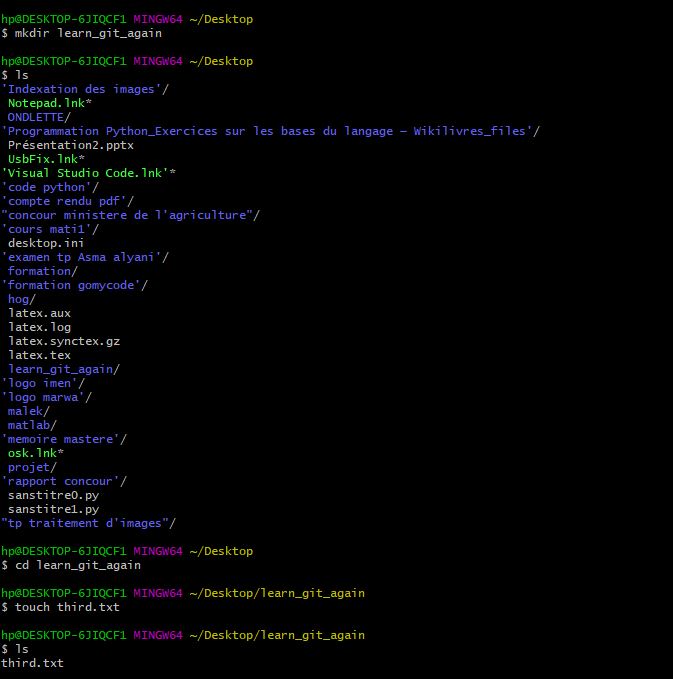 hp@DESKTOP-6JIQCF1 MINGW64 ~/Desktop
$ mkdir learn_git_again

hp@DESKTOP-6JIQCF1 MINGW64 ~/Desktop
$ ls
'Indexation des images'/
 Notepad.lnk*
 ONDLETTE/
'Programmation Python_Exercices sur les bases du langage — Wikilivres_files'/
 Présentation2.pptx
 UsbFix.lnk*
'Visual Studio Code.lnk'*
'code python'/
'compte rendu pdf'/
"concour ministere de l'agriculture"/
'cours mati1'/
 desktop.ini
'examen tp Asma alyani'/
 formation/
'formation gomycode'/
 hog/
 latex.aux
 latex.log
 latex.synctex.gz
 latex.tex
 learn_git_again/
'logo imen'/
'logo marwa'/
 malek/
 matlab/
'memoire mastere'/
 osk.lnk*
 projet/
'rapport concour'/
 sanstitre0.py
 sanstitre1.py
"tp traitement d'images"/

hp@DESKTOP-6JIQCF1 MINGW64 ~/Desktop
$ cd learn_git_again

hp@DESKTOP-6JIQCF1 MINGW64 ~/Desktop/learn_git_again
$ touch third.txt

hp@DESKTOP-6JIQCF1 MINGW64 ~/Desktop/learn_git_again
$ ls
third.txt